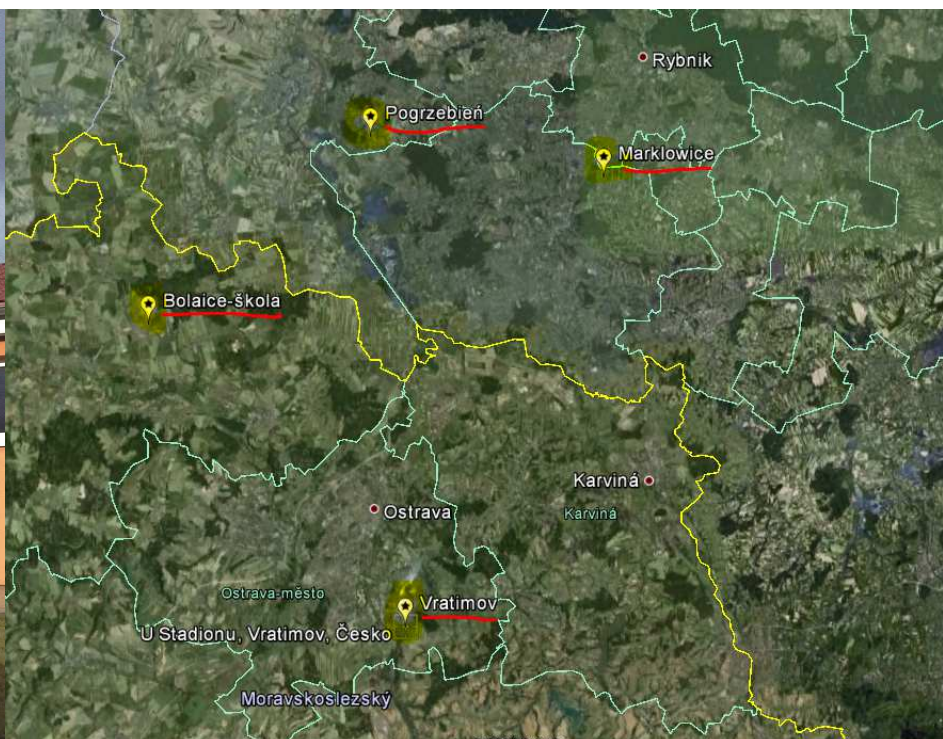 Rybnik
Pogrzebień
Marklowice
Bolaice-škola
Karviná
Ostrava
Karviná
Ostrava-město
Vratimov
U Stadionu, Vratimov, Česko
Moravskoslezský